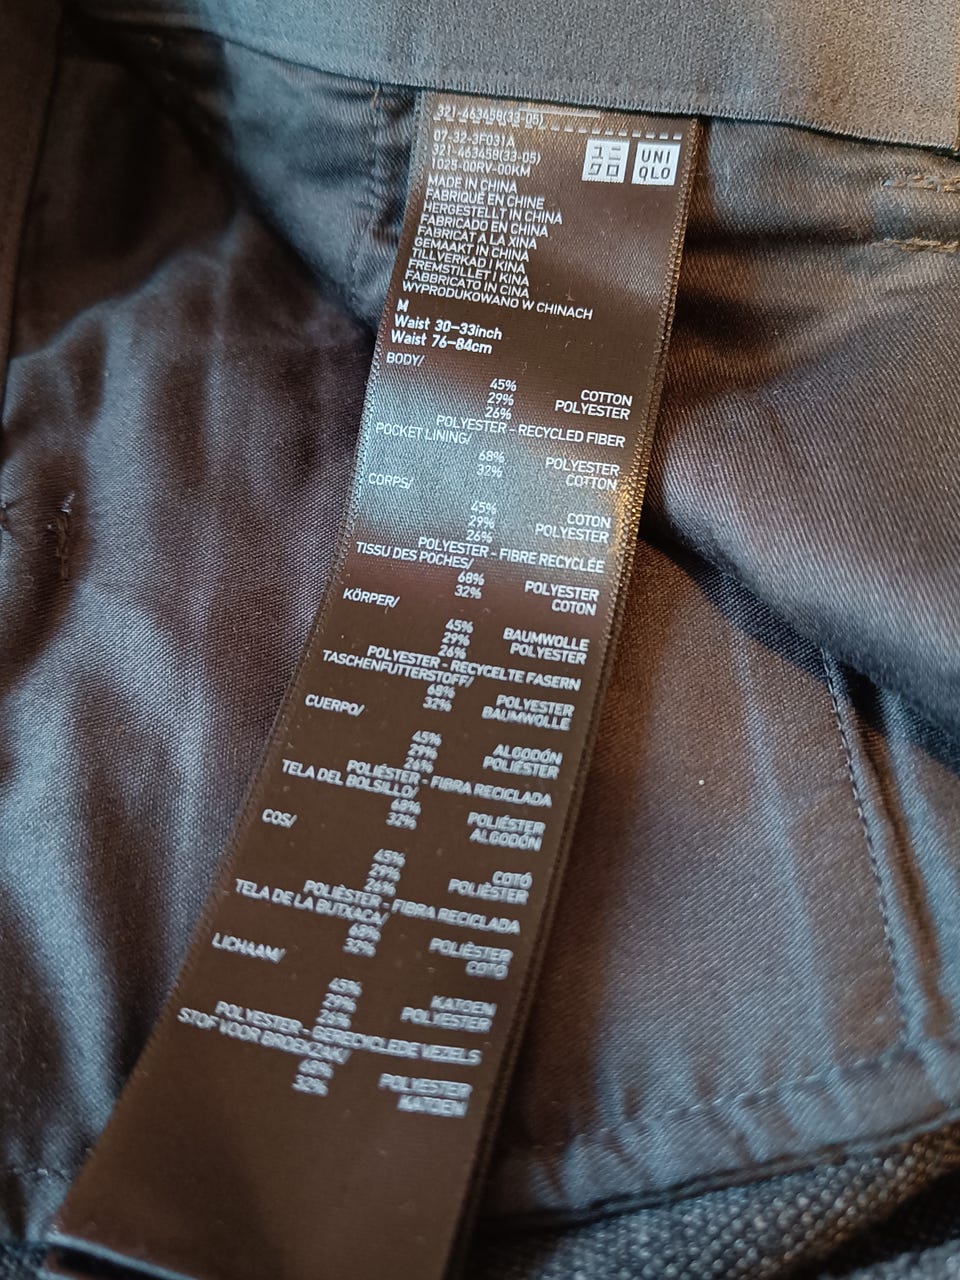 321-463458(33-05)
07-32-3F031A
321-463458(33-05)
1025-00RV-00KM
UNI
QLO
MADE IN CHINA
FABRIQUÉ EN CHINE
HERGESTELLT IN CHINA
FABRICADO EN CHINA
FABRICAT A LA XINA
GEMAAKT IN CHINA
TILLVERKAD I KINA
FREMSTILLET I KINA
FABBRICATO IN CINA
WYPRODUKOWANO W CHINACH
M
Waist 30–33inch
Waist 76–84cm
BODY/
45% COTTON
29% POLYESTER
26%
POLYESTER - RECYCLED FIBER
POCKET LINING/
68% POLYESTER
32% COTTON
CORPS/
45% COTON
29% POLYESTER
26%
POLYESTER - FIBRE RECYCLÉE
TISSU DES POCHES/
68% POLYESTER
32% COTON
KÖRPER/
45% BAUMWOLLE
29% POLYESTER
26%
POLYESTER - RECYCELTE FASERN
TASCHENFUTTERSTOFF/
68% POLYESTER
32% BAUMWOLLE
CUERPO/
45% ALGODÓN
29% POLIÉSTER
26%
POLIÉSTER - FIBRA RECICLADA
TELA DEL BOLSILLO/
68% POLIÉSTER
32% ALGODÓN
COS/
45% COTÓ
29% POLIÈSTER
26%
POLIÈSTER - FIBRA RECICLADA
TELA DE LA BUTXACA/
68% POLIÈSTER
32% COTÓ
LICHAAM/
45% KATOEN
29% POLYESTER
26%
POLYESTER - GERECYCLEDE VEZELS
STOF VOOR BROEKZAK/
68% POLYESTER
32% KATOEN